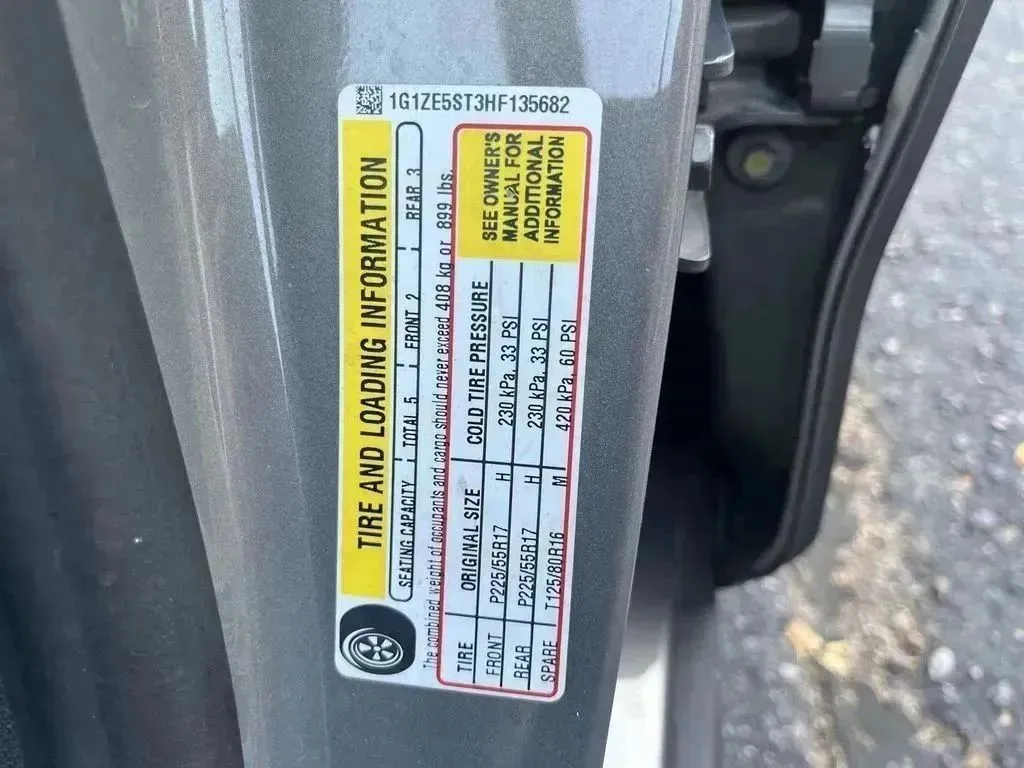 1G1ZE5ST3HF135682
TIRE AND LOADING INFORMATION
SEATING CAPACITY TOTAL 5 FRONT 2 REAR 3
The combined weight of occupants and cargo should never exceed 408 kg or 899 lbs.
TIRE ORIGINAL SIZE COLD TIRE PRESSURE
FRONT P225/55R17 H 230 kPa, 33 PSI
REAR P225/55R17 H 230 kPa, 33 PSI
SPARE T125/80R16 M 420 kPa, 60 PSI
SEE OWNER'S
MANUAL FOR
ADDITIONAL
INFORMATION